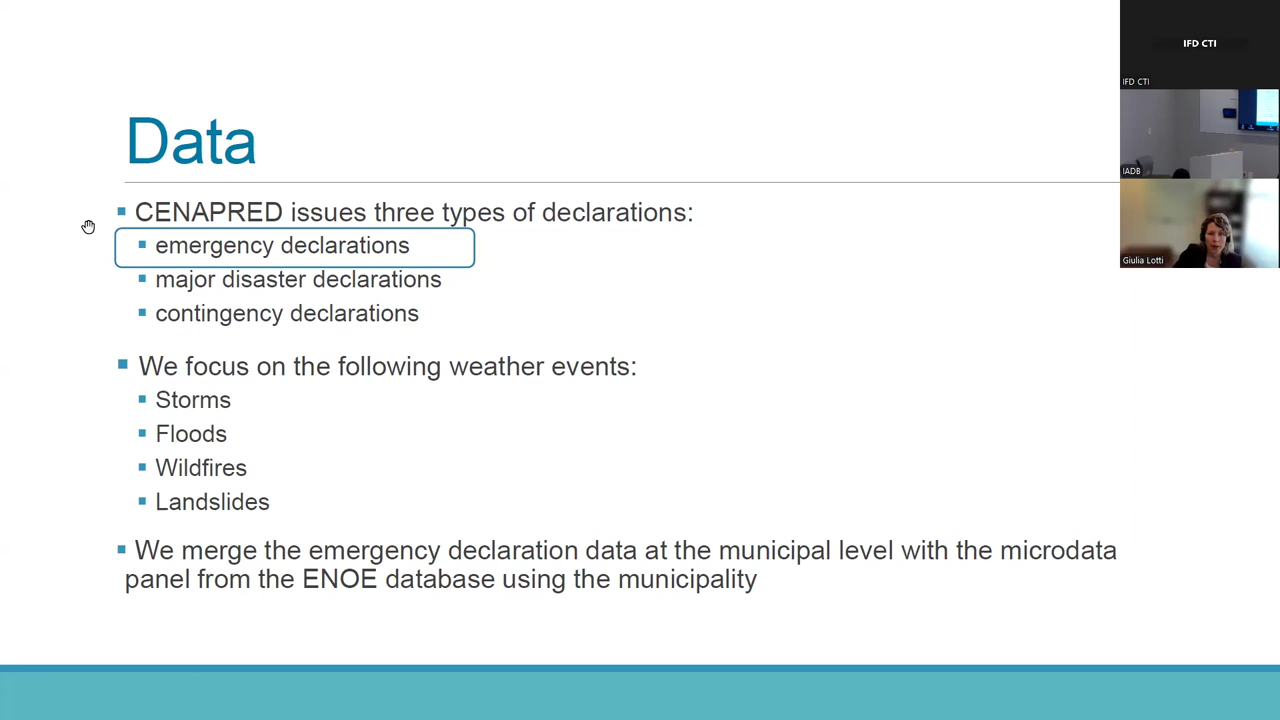 Data
CENAPRED issues three types of declarations:
emergency declarations
major disaster declarations
contingency declarations
We focus on the following weather events:
Storms
Floods
Wildfires
Landslides
We merge the emergency declaration data at the municipal level with the microdata
panel from the ENOE database using the municipality
IFD CTI
IFD CTI
IADB
Giulia Lotti